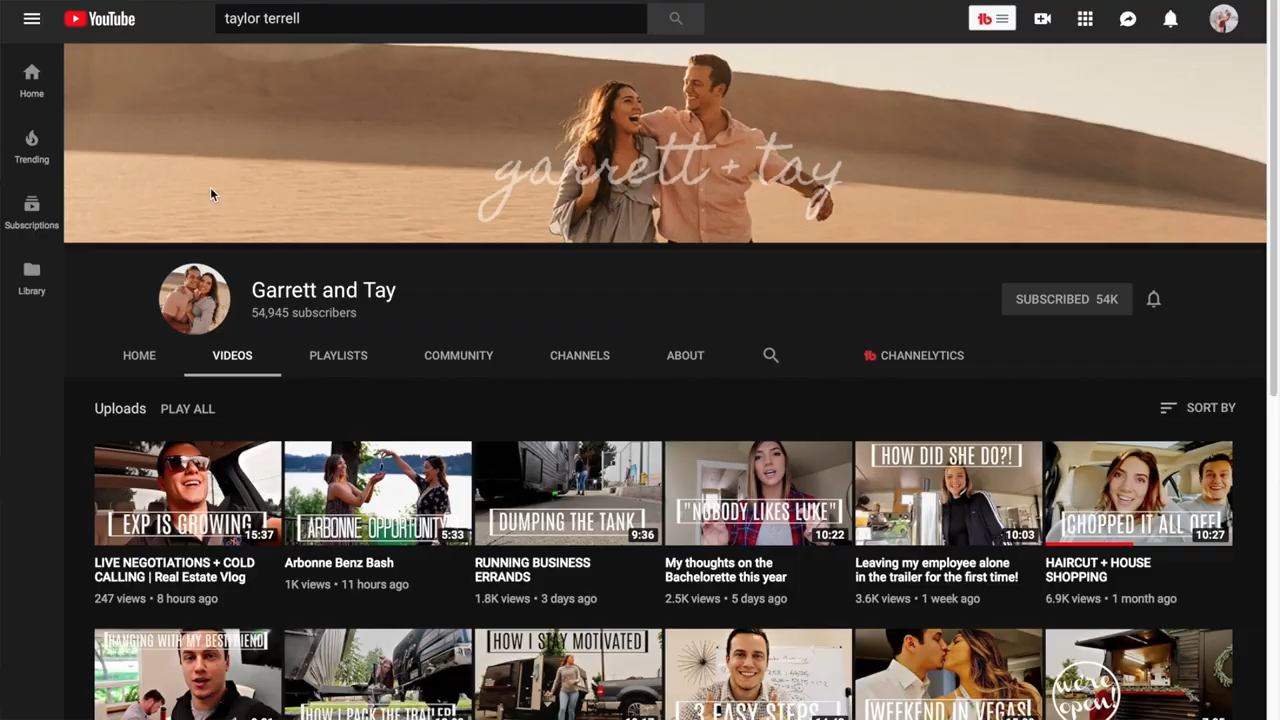 YouTube
taylor terrell
Home
Trending
Subscriptions
Library
garrett + tay
Garrett and Tay
54,945 subscribers
SUBSCRIBED 54K
HOME
VIDEOS
PLAYLISTS
COMMUNITY
CHANNELS
ABOUT
tb CHANNELYTICS
Uploads PLAY ALL
SORT BY
[EXP IS GROWING]
15:37
LIVE NEGOTIATIONS + COLD
CALLING | Real Estate Vlog
247 views • 8 hours ago
[ARBONNE OPPORTUNITY]
5:33
Arbonne Benz Bash
1K views • 11 hours ago
[DUMPING THE TANK]
9:36
RUNNING BUSINESS
ERRANDS
1.8K views • 3 days ago
["NOBODY LIKES LUKE"]
10:22
My thoughts on the
Bachelorette this year
2.5K views • 5 days ago
[HOW DID SHE DO?!]
10:03
Leaving my employee alone
in the trailer for the first time!
3.6K views • 1 week ago
[CHOPPED IT ALL OFF]
10:27
HAIRCUT + HOUSE
SHOPPING
6.9K views • 1 month ago
[HANGING WITH MY BESTFRIEND]
[HOW I PACK THE TRAILER]
[HOW I STAY MOTIVATED]
[3 EASY STEPS]
[WEEKEND IN VEGAS]
we're
open!